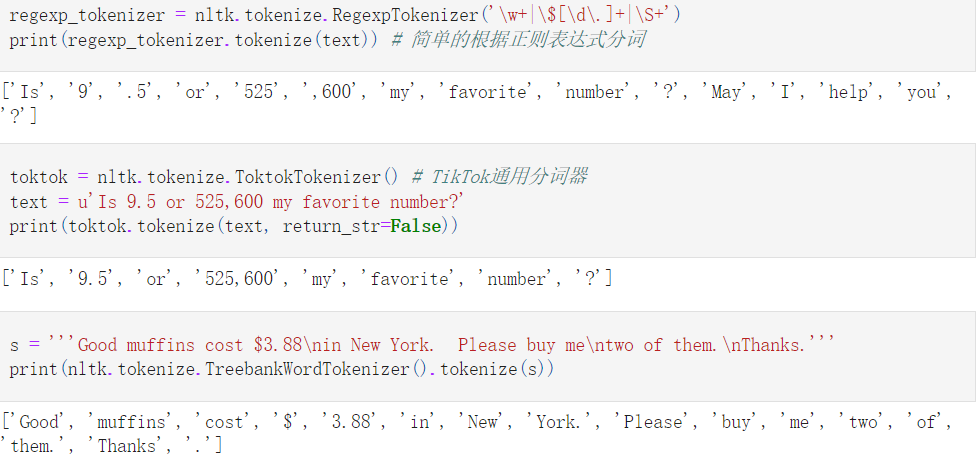 regexp_tokenizer = nltk.tokenize.RegexpTokenizer('\w+|\$[\d\.]+|\S+')
print(regexp_tokenizer.tokenize(text)) # 简单的根据正则表达式分词
['Is', '9', '.5', 'or', '525', ',600', 'my', 'favorite', 'number', '?', 'May', 'I', 'help', 'you',
'?']
toktok = nltk.tokenize.ToktokTokenizer() # TikTok通用分词器
text = u'Is 9.5 or 525,600 my favorite number?'
print(toktok.tokenize(text, return_str=False))
['Is', '9.5', 'or', '525,600', 'my', 'favorite', 'number', '?']
s = '''Good muffins cost $3.88\nin New York.  Please buy me\ntwo of them.\nThanks.'''
print(nltk.tokenize.TreebankWordTokenizer().tokenize(s))
['Good', 'muffins', 'cost', '$', '3.88', 'in', 'New', 'York.', 'Please', 'buy', 'me', 'two', 'of',
'them.', 'Thanks', '.']